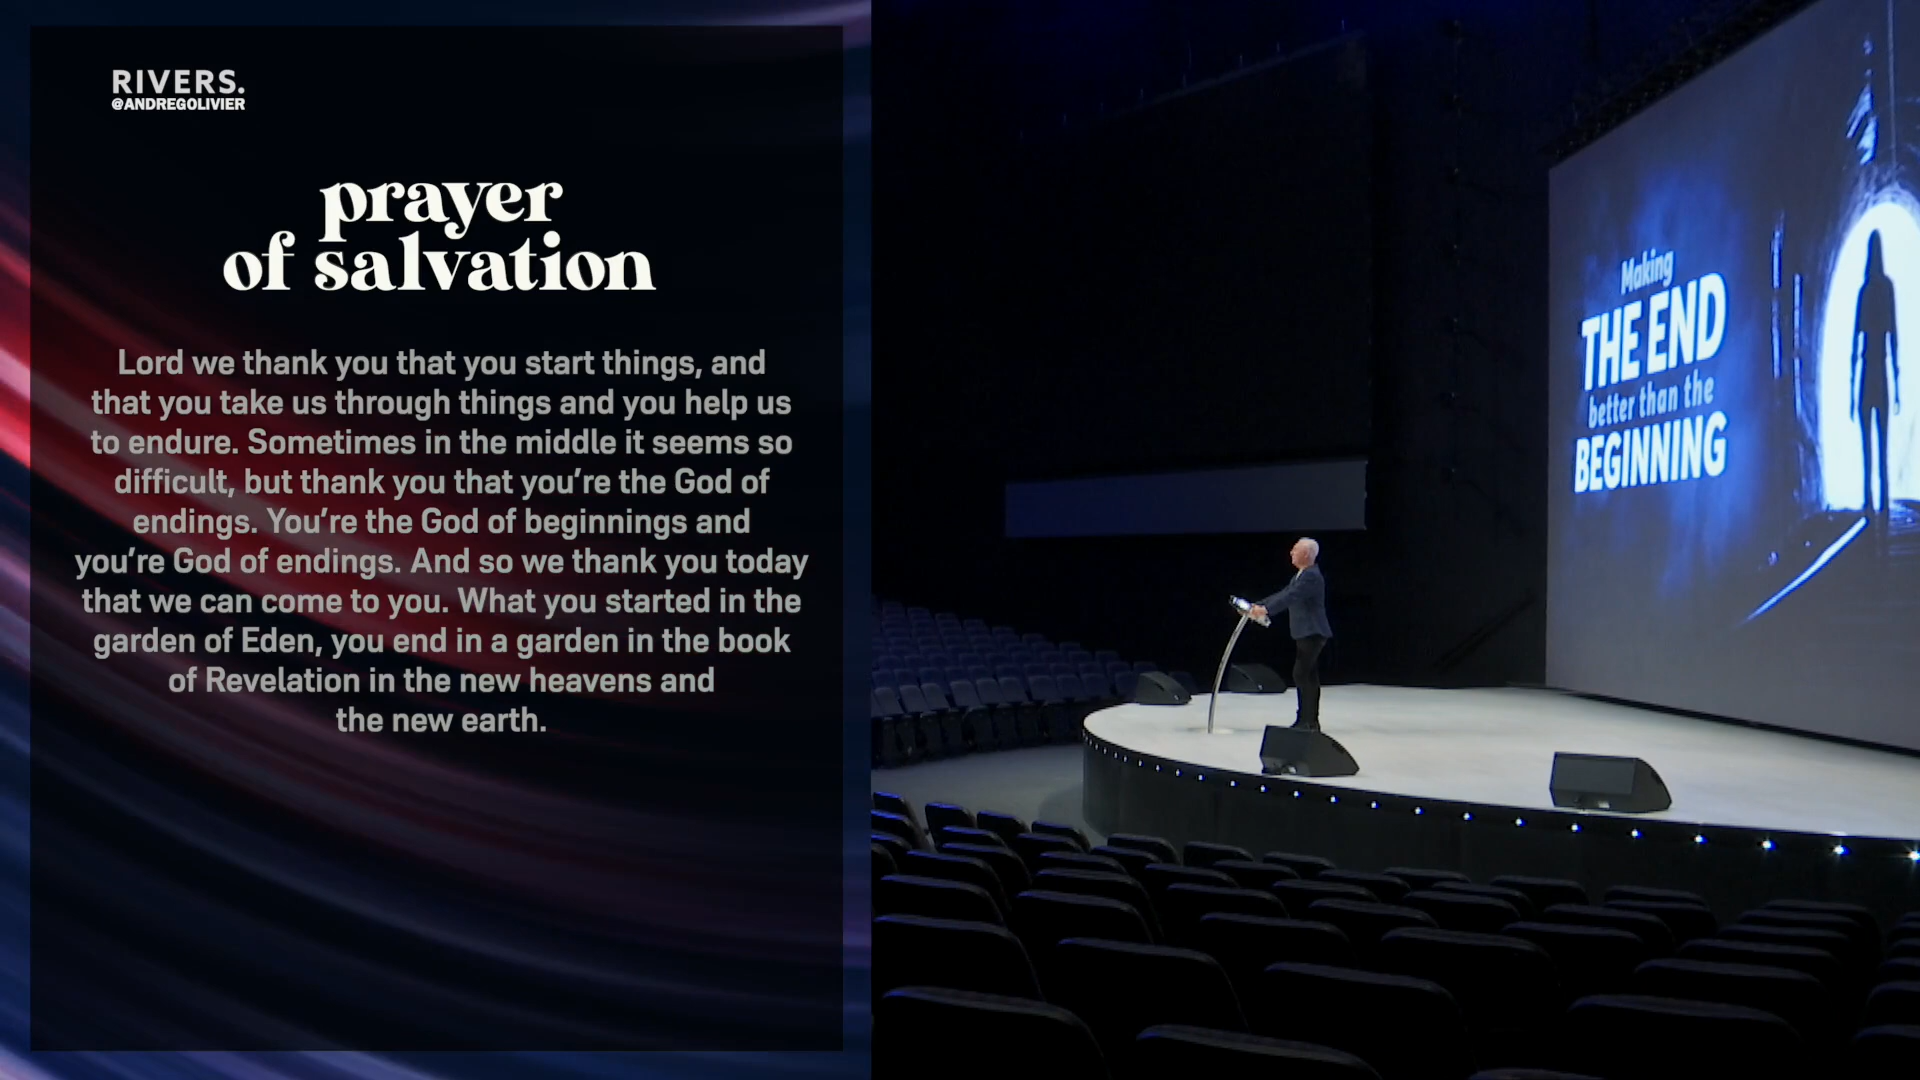 RIVERS.
@ANDREGOLIVIER
prayer
of salvation
Lord we thank you that you start things, and
that you take us through things and you help us
to endure. Sometimes in the middle it seems so
difficult, but thank you that you’re the God of
endings. You’re the God of beginnings and
you’re God of endings. And so we thank you today
that we can come to you. What you started in the
garden of Eden, you end in a garden in the book
of Revelation in the new heavens and
the new earth.
Making
THE END
better than the
BEGINNING